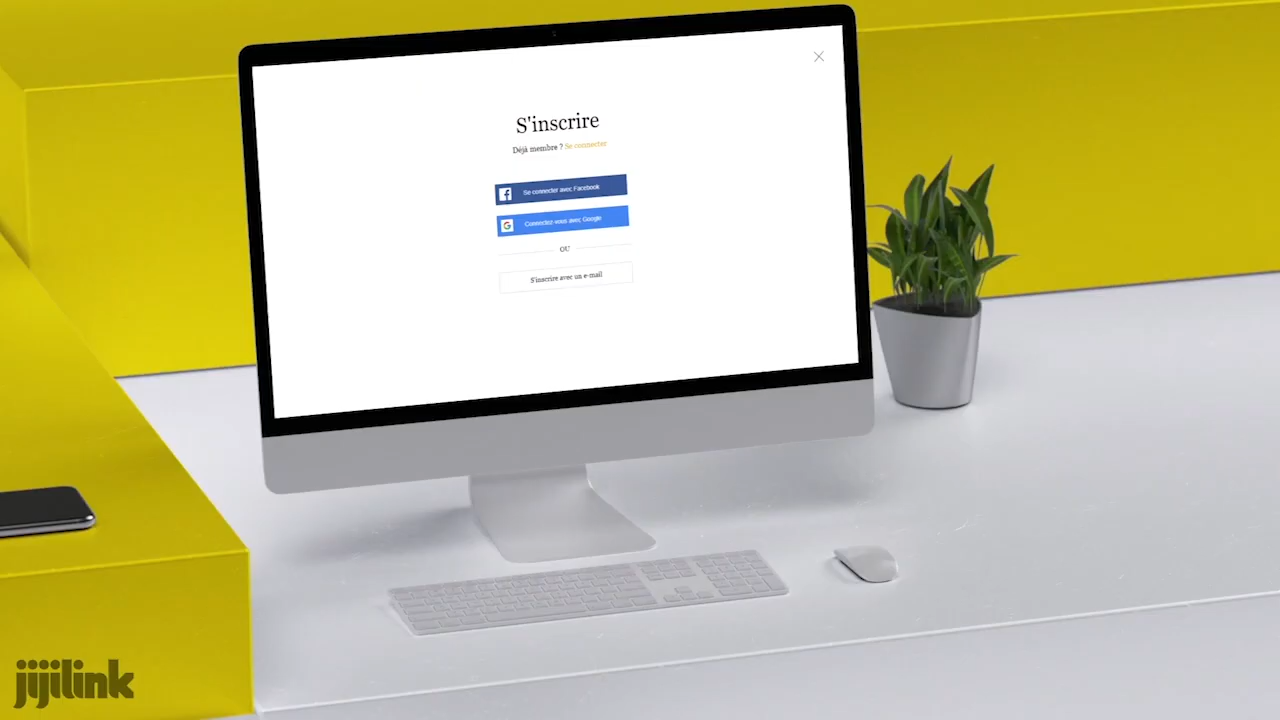 S'inscrire
Déjà membre ? Se connecter
Se connecter avec Facebook
Connectez-vous avec Google
OU
S'inscrire avec un e-mail
jijilink